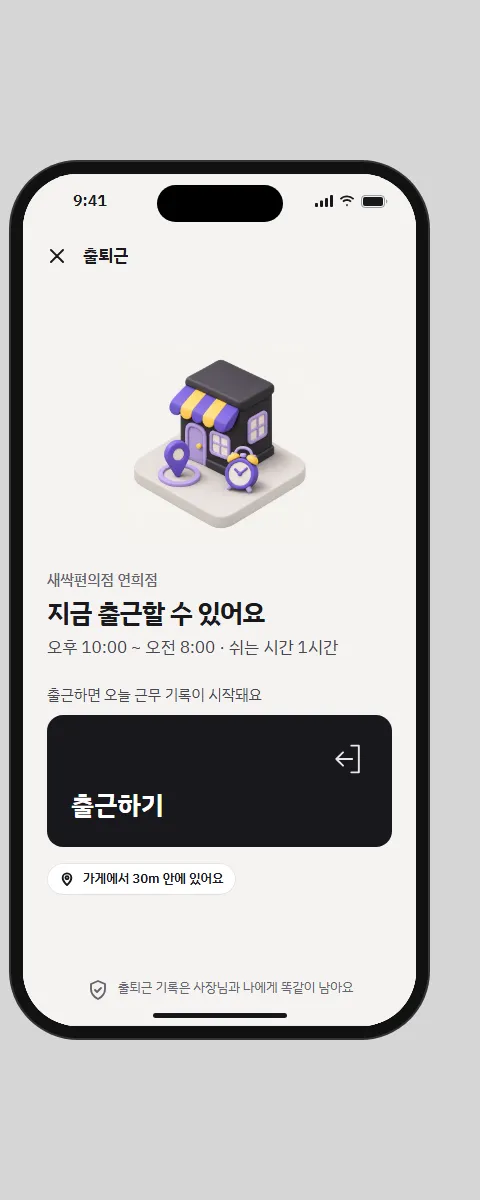 9:41
출퇴근
새싹편의점 연희점
지금 출근할 수 있어요
오후 10:00 ~ 오전 8:00 · 쉬는 시간 1시간
출근하면 오늘 근무 기록이 시작돼요
출근하기
가게에서 30m 안에 있어요
출퇴근 기록은 사장님과 나에게 똑같이 남아요